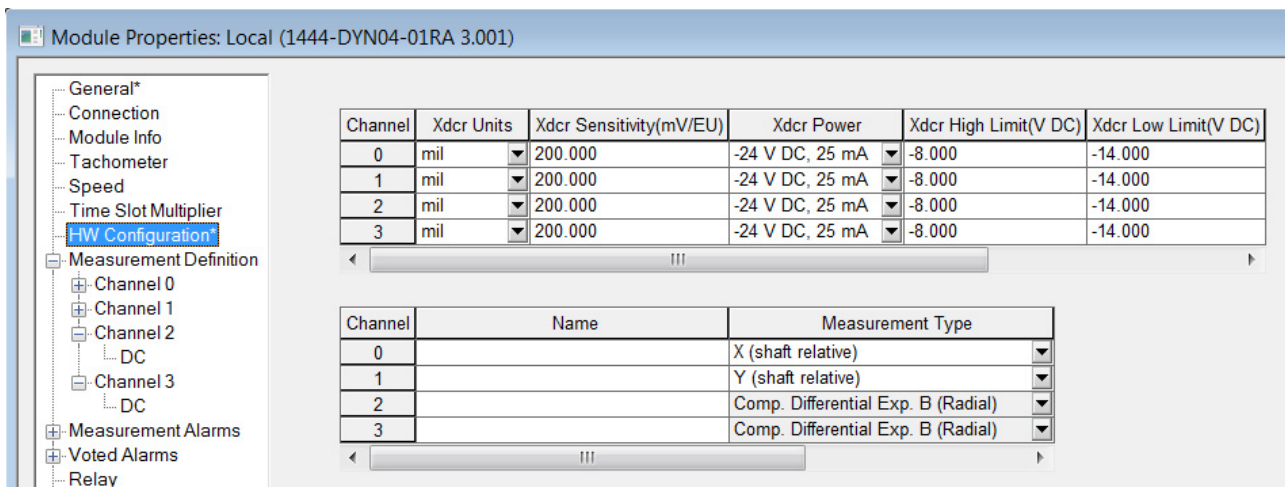 Module Properties: Local (1444-DYN04-01RA 3.001)
General*
Connection
Module Info
Tachometer
Speed
Time Slot Multiplier
HW Configuration*
Measurement Definition
Channel 0
Channel 1
Channel 2
DC
Channel 3
DC
Measurement Alarms
Voted Alarms
Relay
Channel Xdcr Units Xdcr Sensitivity(mV/EU) Xdcr Power Xdcr High Limit(V DC) Xdcr Low Limit(V DC)
0 mil 200.000 -24 V DC, 25 mA -8.000 -14.000
1 mil 200.000 -24 V DC, 25 mA -8.000 -14.000
2 mil 200.000 -24 V DC, 25 mA -8.000 -14.000
3 mil 200.000 -24 V DC, 25 mA -8.000 -14.000
Channel Name Measurement Type
0 X (shaft relative)
1 Y (shaft relative)
2 Comp. Differential Exp. B (Radial)
3 Comp. Differential Exp. B (Radial)